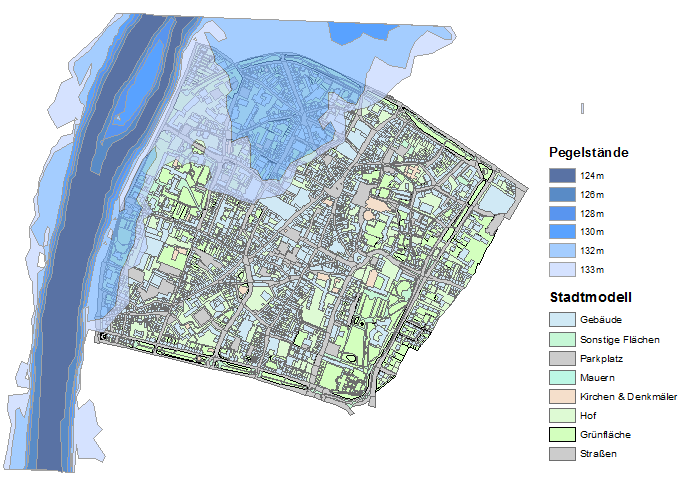 Pegelstände
124m
126m
128m
130m
132m
133m
Stadtmodell
Gebäude
Sonstige Flächen
Parkplatz
Mauern
Kirchen & Denkmäler
Hof
Grünfläche
Straßen